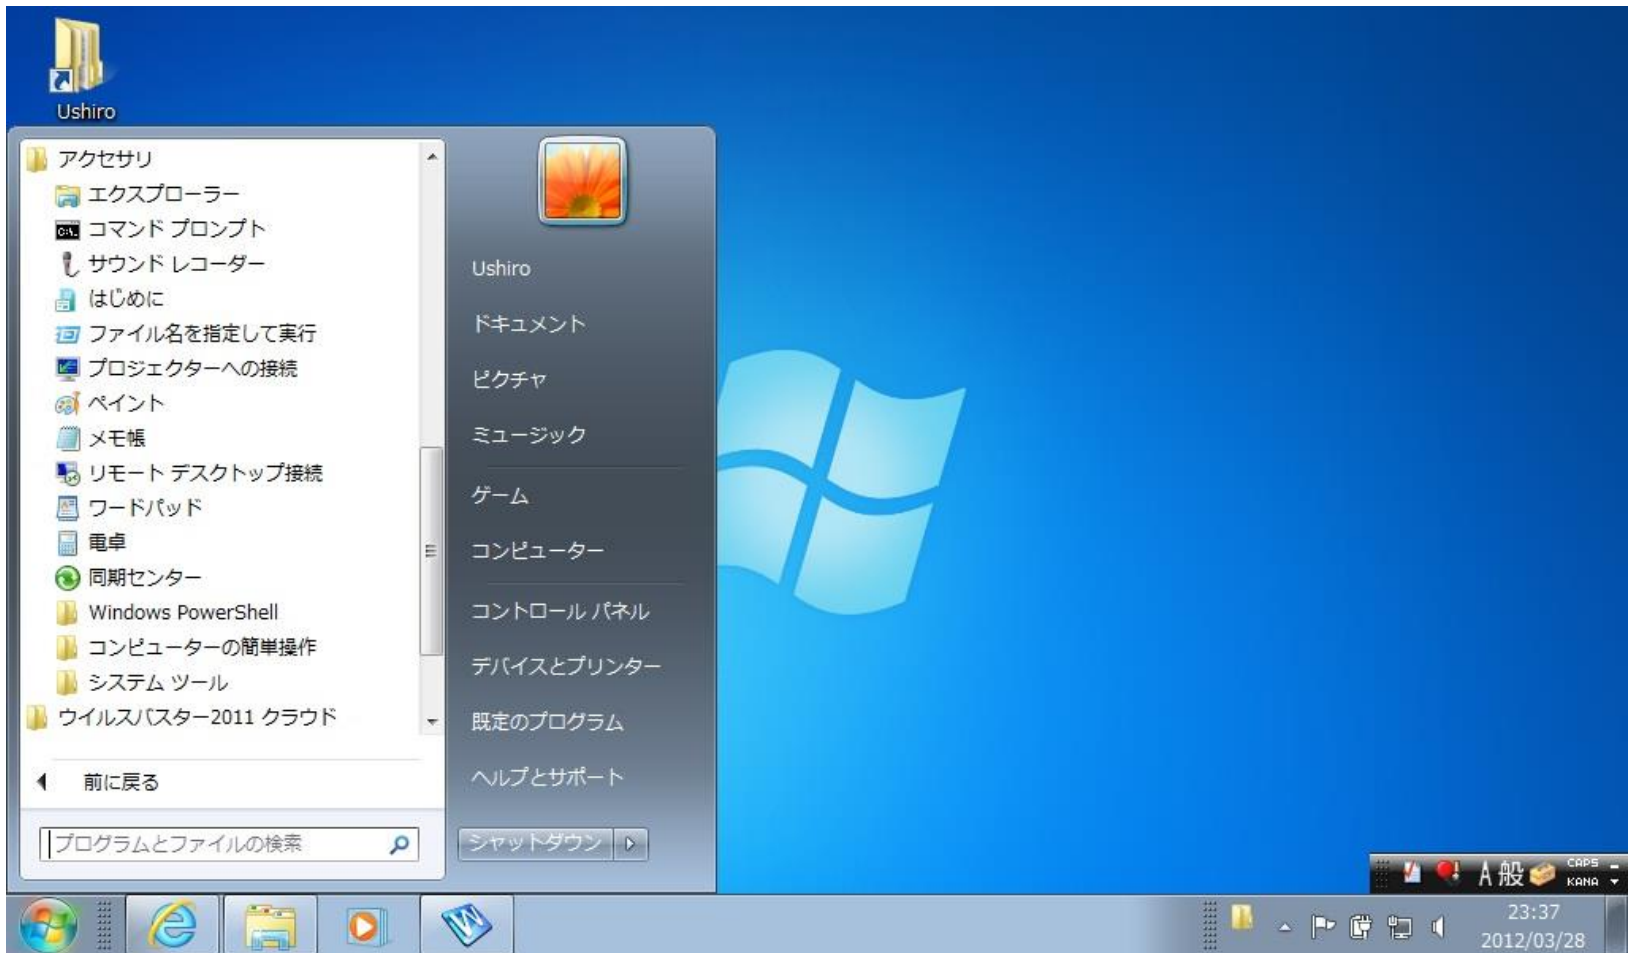 Ushiro
アクセサリ
エクスプローラー
コマンド プロンプト
サウンド レコーダー
はじめに
ファイル名を指定して実行
プロジェクターへの接続
ペイント
メモ帳
リモート デスクトップ接続
ワードパッド
電卓
同期センター
Windows PowerShell
コンピューターの簡単操作
システム ツール
ウイルスバスター2011 クラウド
前に戻る
プログラムとファイルの検索
Ushiro
ドキュメント
ピクチャ
ミュージック
ゲーム
コンピューター
コントロール パネル
デバイスとプリンター
既定のプログラム
ヘルプとサポート
シャットダウン
A 般
CAPS
KANA
23:37
2012/03/28